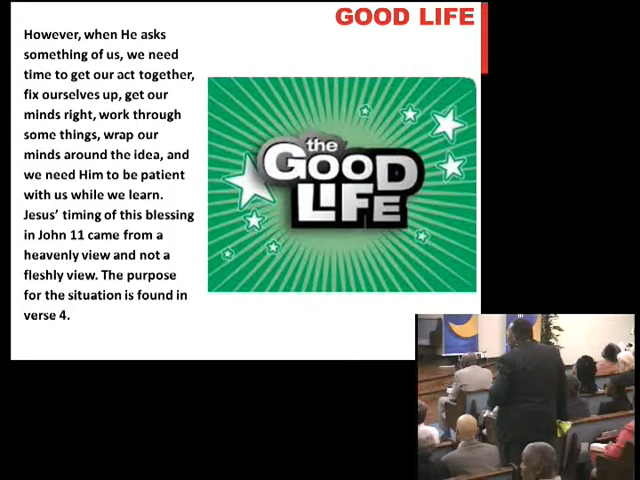 GOOD LIFE
However, when He asks
something of us, we need
time to get our act together,
fix ourselves up, get our
minds right, work through
some things, wrap our
minds around the idea, and
we need Him to be patient
with us while we learn.
Jesus’ timing of this blessing
in John 11 came from a
heavenly view and not a
fleshly view. The purpose
for the situation is found in
verse 4.
the
GOOD
LIFE